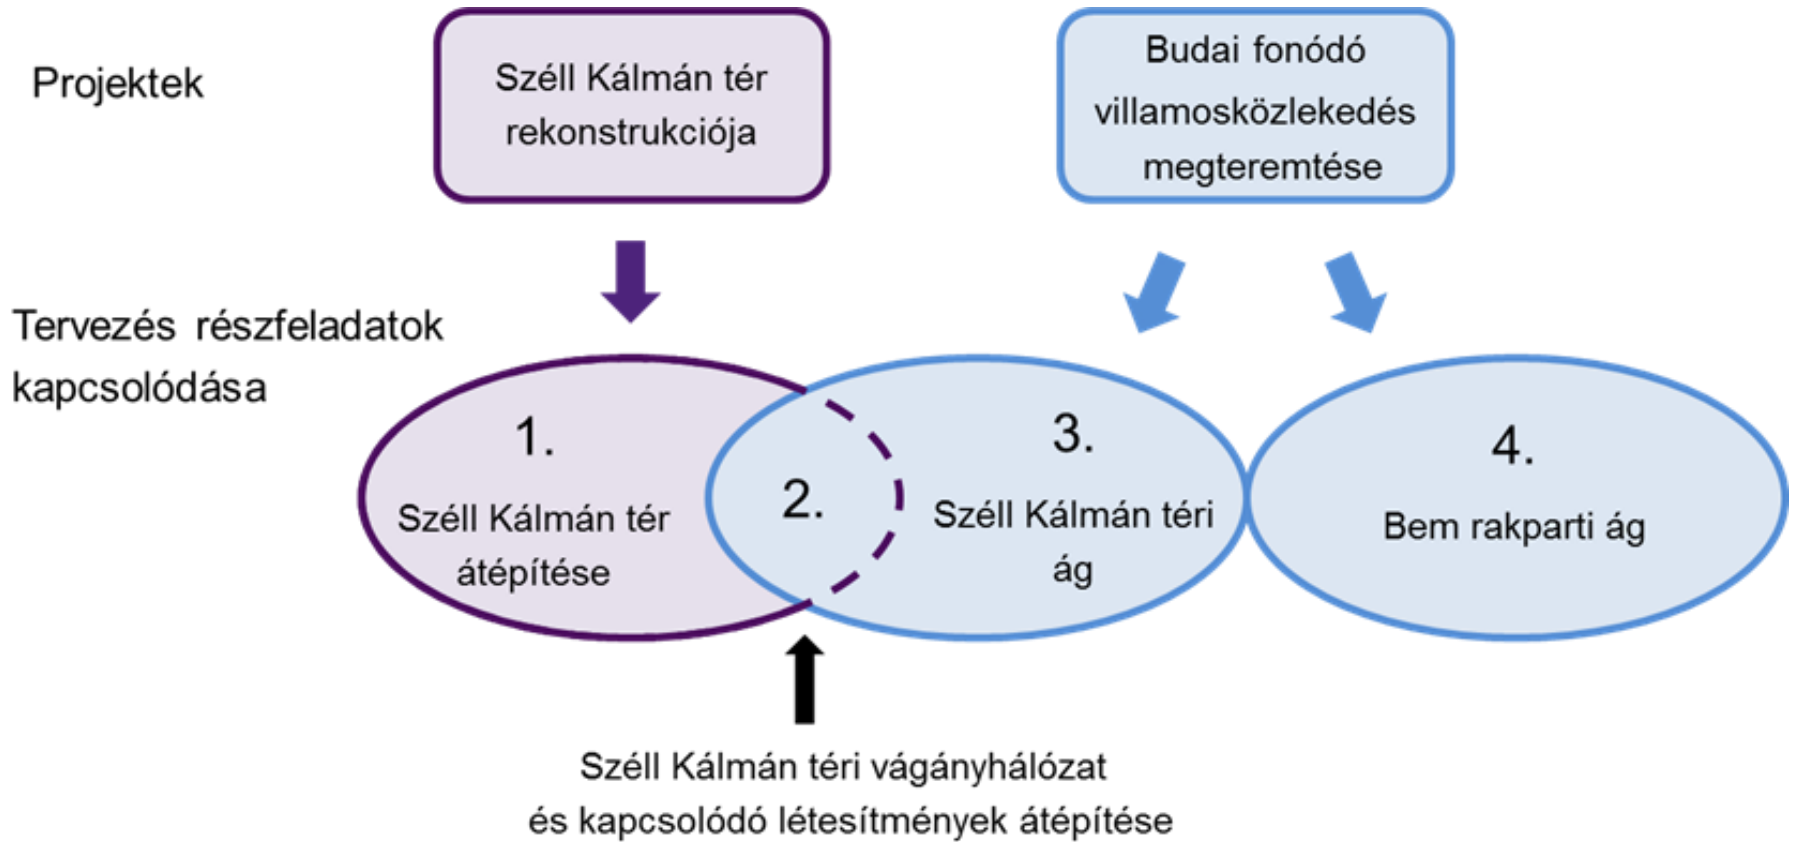 Projektek
Széll Kálmán tér
rekonstrukciója
Budai fonódó
villamosközlekedés
megteremtése
Tervezés részfeladatok
kapcsolódása
1.
Széll Kálmán tér
átépítése
2.
3.
Széll Kálmán téri
ág
4.
Bem rakparti ág
Széll Kálmán téri vágányhálózat
és kapcsolódó létesítmények átépítése